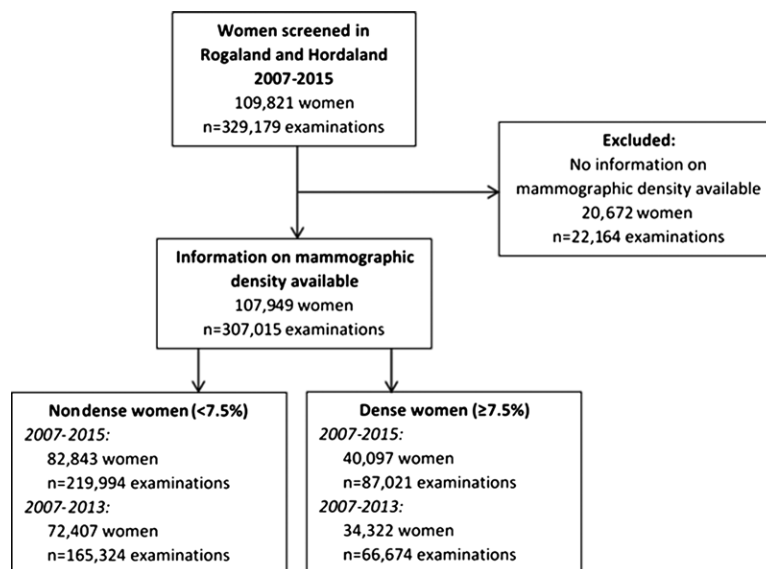 Women screened in
Rogaland and Hordaland
2007-2015
109,821 women
n=329,179 examinations
Excluded:
No information on
mammographic density available
20,672 women
n=22,164 examinations
Information on mammographic
density available
107,949 women
n=307,015 examinations
Nondense women (<7.5%)
2007-2015:
82,843 women
n=219,994 examinations
2007-2013:
72,407 women
n=165,324 examinations
Dense women (≥7.5%)
2007-2015:
40,097 women
n=87,021 examinations
2007-2013:
34,322 women
n=66,674 examinations